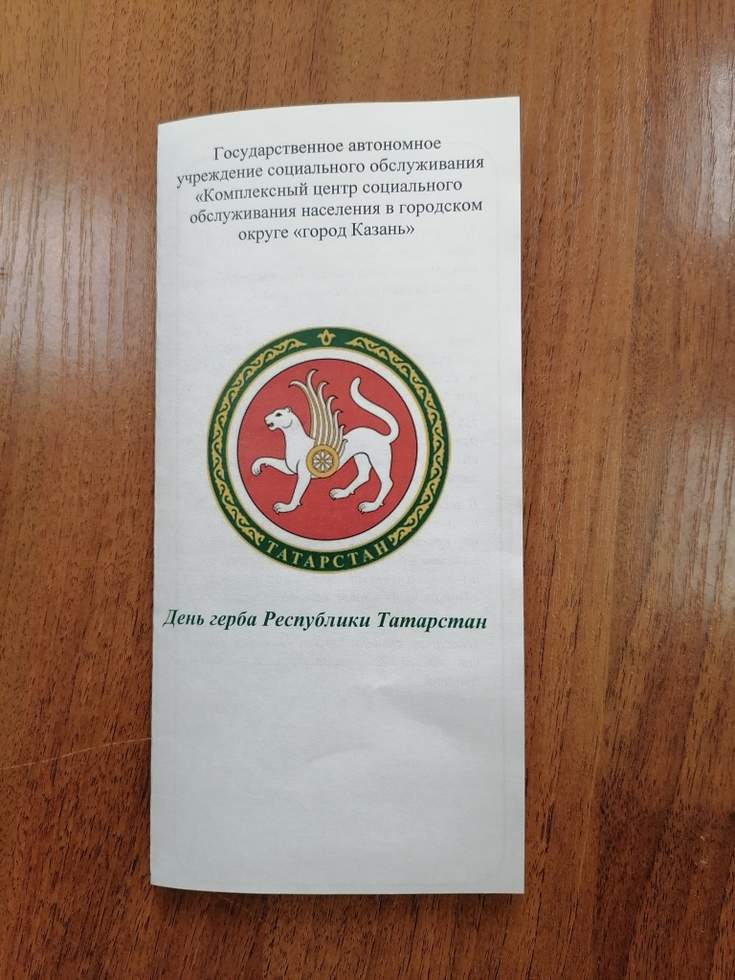 Государственное автономное
учреждение социального обслуживания
«Комплексный центр социального
обслуживания населения в городском
округе «город Казань»
ТАТАРСТАН
День герба Республики Татарстан